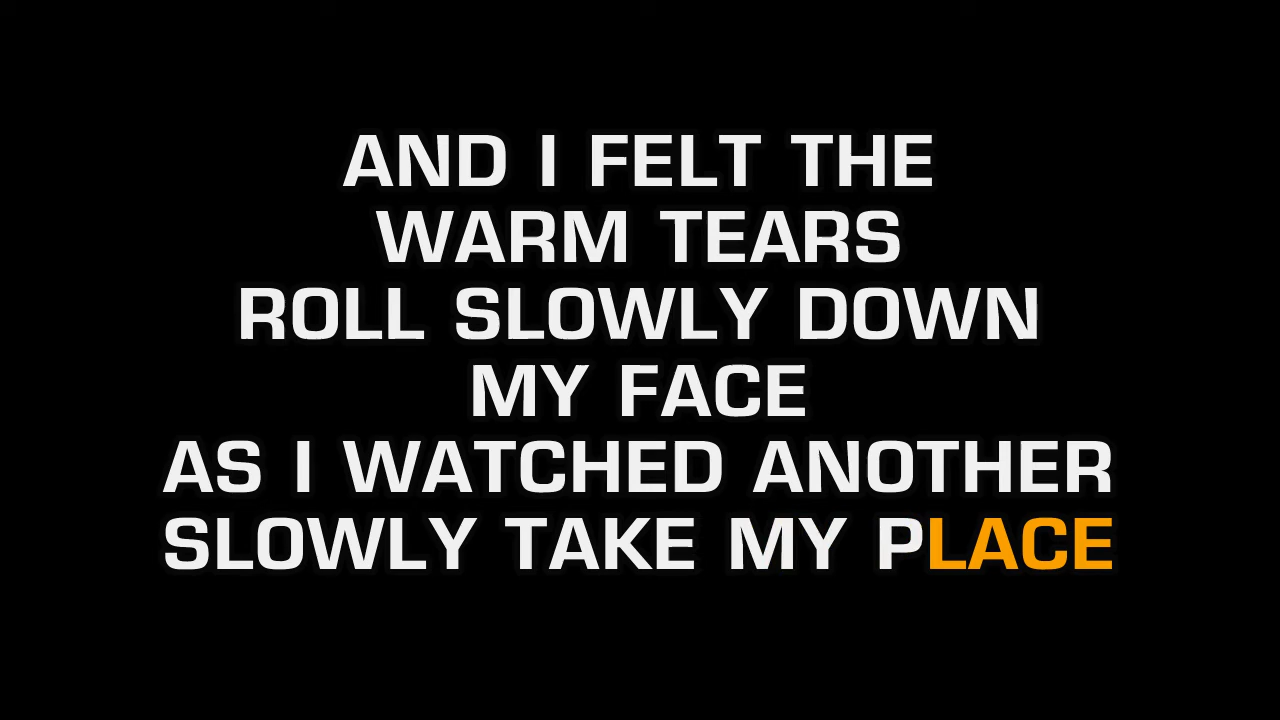 AND I FELT THE
WARM TEARS
ROLL SLOWLY DOWN
MY FACE
AS I WATCHED ANOTHER
SLOWLY TAKE MY PLACE